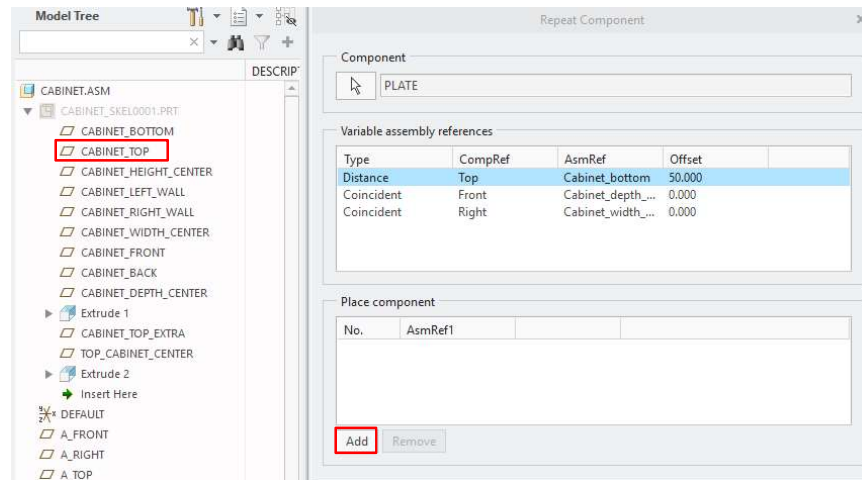 Model Tree
DESCRIPT
CABINET.ASM
CABINET_SKEL0001.PRT
CABINET_BOTTOM
CABINET_TOP
CABINET_HEIGHT_CENTER
CABINET_LEFT_WALL
CABINET_RIGHT_WALL
CABINET_WIDTH_CENTER
CABINET_FRONT
CABINET_BACK
CABINET_DEPTH_CENTER
Extrude 1
CABINET_TOP_EXTRA
TOP_CABINET_CENTER
Extrude 2
Insert Here
DEFAULT
A_FRONT
A_RIGHT
A_TOP
Repeat Component
Component
PLATE
Variable assembly references
Type CompRef AsmRef Offset
Distance Top Cabinet_bottom 50.000
Coincident Front Cabinet_depth_... 0.000
Coincident Right Cabinet_width_... 0.000
Place component
No. AsmRef1
Add Remove